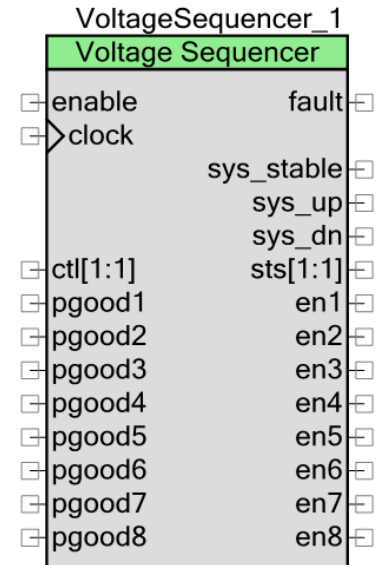 VoltageSequencer_1
Voltage Sequencer
enable fault
clock
sys_stable
sys_up
sys_dn
ctl[1:1] sts[1:1]
pgood1 en1
pgood2 en2
pgood3 en3
pgood4 en4
pgood5 en5
pgood6 en6
pgood7 en7
pgood8 en8